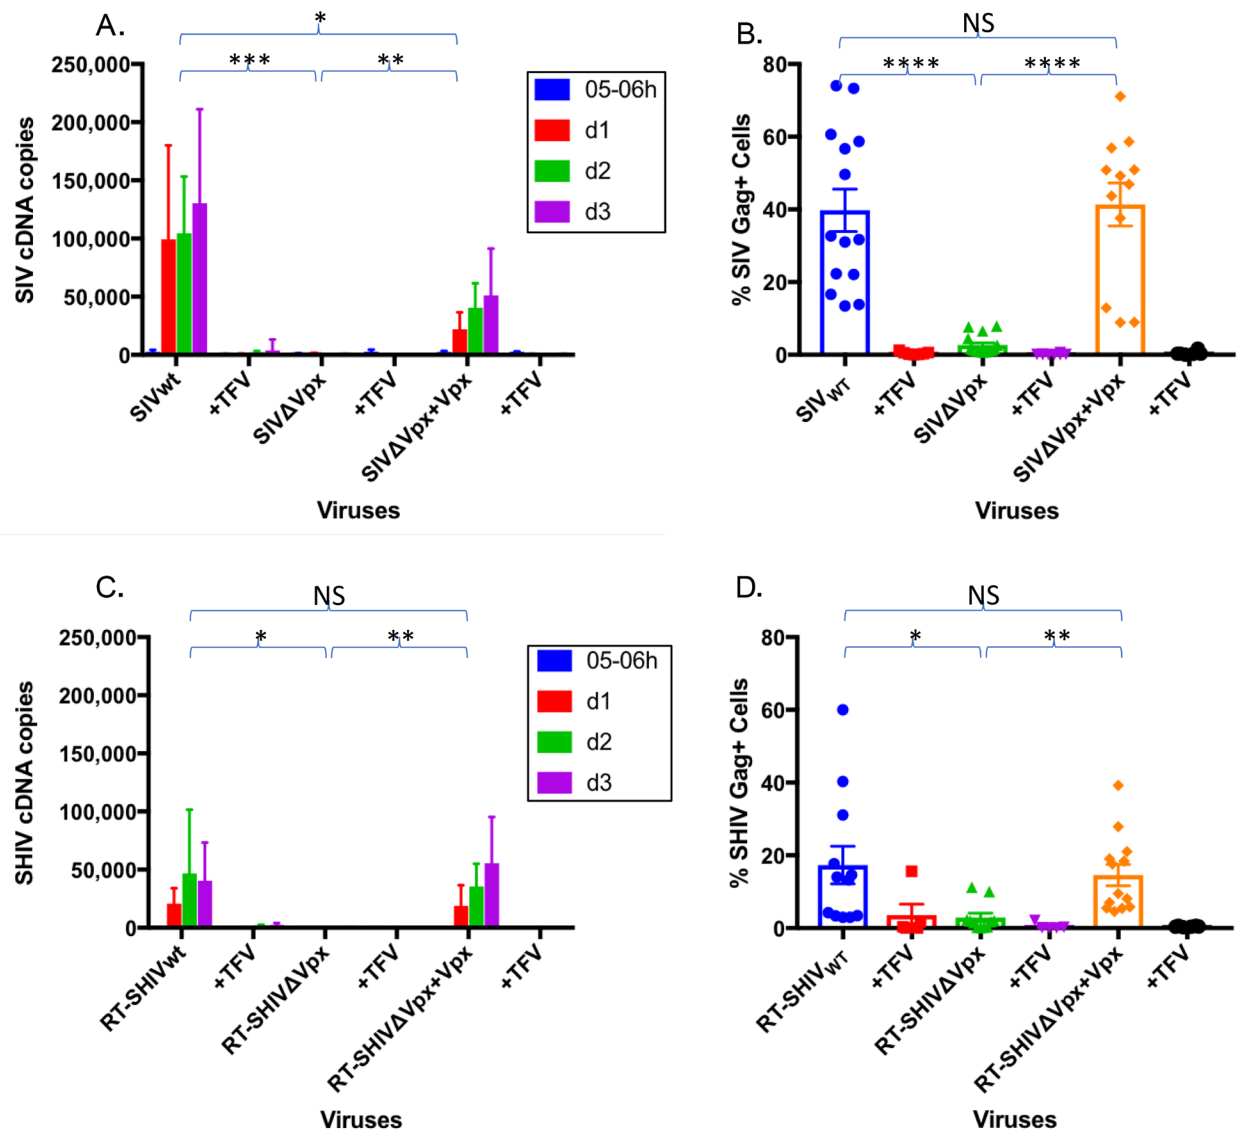 A.
*
***
**
250,000
200,000
150,000
100,000
50,000
0
SIV cDNA copies
05-06h
d1
d2
d3
SIVwt
+TFV
SIVΔVpx
+TFV
SIVΔVpx+Vpx
+TFV
Viruses
B.
NS
****
****
80
60
40
20
0
% SIV Gag+ Cells
SIVWT
+TFV
SIVΔVpx
+TFV
SIVΔVpx+Vpx
+TFV
Viruses
C.
NS
*
**
250,000
200,000
150,000
100,000
50,000
0
SHIV cDNA copies
05-06h
d1
d2
d3
RT-SHIVwt
+TFV
RT-SHIVΔVpx
+TFV
RT-SHIVΔVpx+Vpx
+TFV
Viruses
D.
NS
*
**
80
60
40
20
0
% SHIV Gag+ Cells
RT-SHIVWT
+TFV
RT-SHIVΔVpx
+TFV
RT-SHIVΔVpx+Vpx
+TFV
Viruses